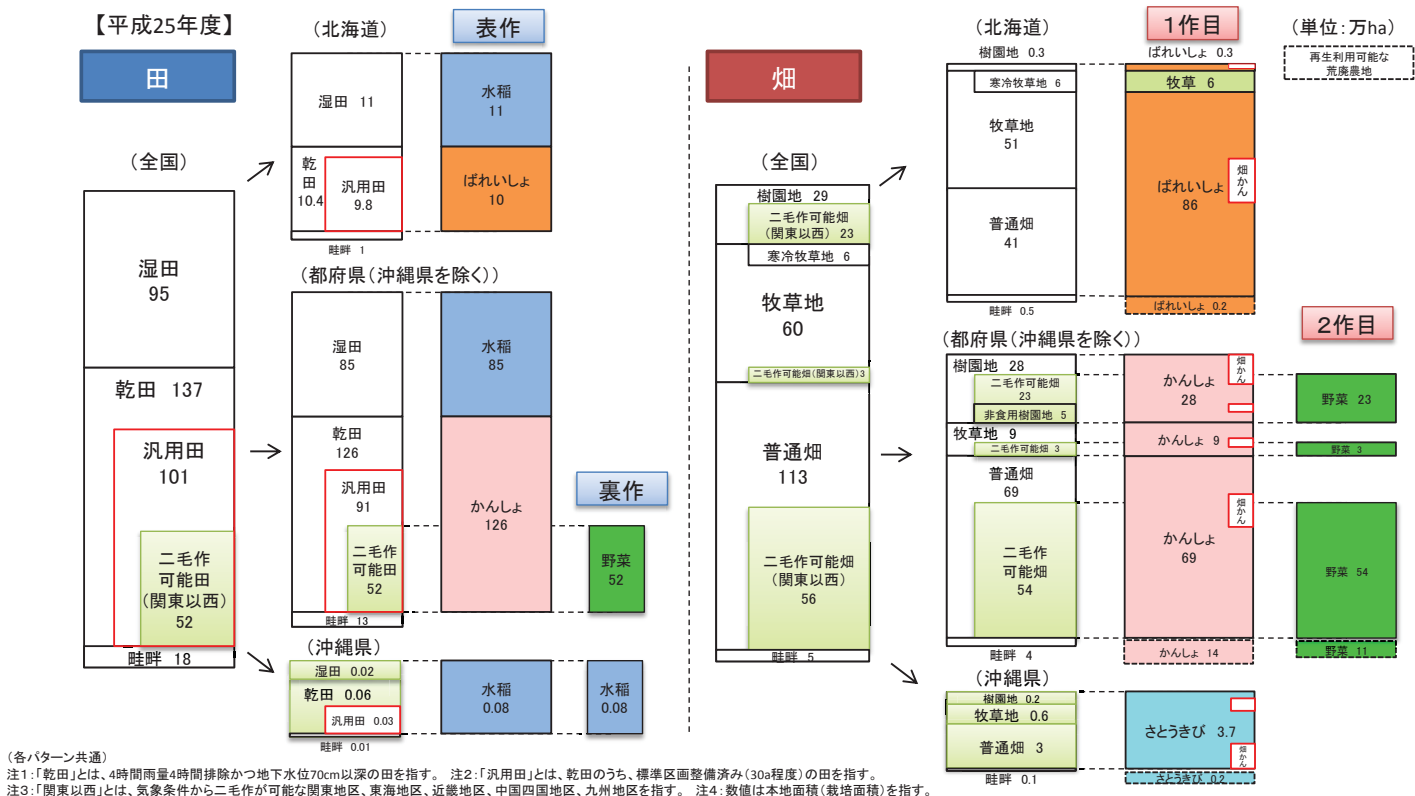 【平成25年度】
田
(全国)
湿田
95
乾田 137
汎用田
101
二毛作
可能田
(関東以西)
52
畦畔 18
(北海道)
表作
湿田 11
乾
田
10.4
汎用田
9.8
畦畔 1
水稲
11
ばれいしょ
10
(都府県(沖縄県を除く))
湿田
85
乾田
126
汎用田
91
二毛作
可能田
52
畦畔 13
水稲
85
かんしょ
126
裏作
野菜
52
(沖縄県)
湿田 0.02
乾田 0.06
汎用田 0.03
畦畔 0.01
水稲
0.08
水稲
0.08
畑
(全国)
樹園地 29
二毛作可能畑
(関東以西) 23
寒冷牧草地 6
牧草地
60
二毛作可能畑(関東以西)3
普通畑
113
二毛作可能畑
(関東以西)
56
畦畔 5
(北海道)
1作目
(単位:万ha)
再生利用可能な
荒廃農地
樹園地 0.3
寒冷牧草地 6
牧草地
51
普通畑
41
畦畔 0.5
ばれいしょ 0.3
牧草 6
畑かん
ばれいしょ
86
ばれいしょ 0.2
2作目
(都府県(沖縄県を除く))
樹園地 28
二毛作可能畑
23
非食用樹園地 5
牧草地 9
二毛作可能畑 3
普通畑
69
二毛作
可能畑
54
畦畔 4
畑かん
かんしょ
28
かんしょ 9
畑かん
かんしょ
69
かんしょ 14
野菜 23
野菜 3
野菜 54
野菜 11
(沖縄県)
樹園地 0.2
牧草地 0.6
普通畑 3
畦畔 0.1
さとうきび 3.7
畑かん
さとうきび 0.2
(各パターン共通)
注1:「乾田」とは、4時間雨量4時間排除かつ地下水位70cm以深の田を指す。 注2:「汎用田」とは、乾田のうち、標準区画整備済み(30a程度)の田を指す。
注3:「関東以西」とは、気象条件から二毛作が可能な関東地区、東海地区、近畿地区、中国四国地区、九州地区を指す。 注4:数値は本地面積(栽培面積)を指す。